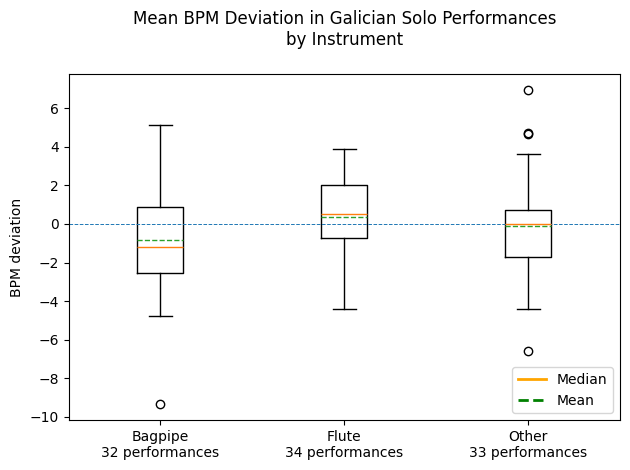 Mean BPM Deviation in Galician Solo Performances
by Instrument
BPM deviation
6
4
2
0
−2
−4
−6
−8
−10
Median
Mean
Bagpipe
32 performances
Flute
34 performances
Other
33 performances